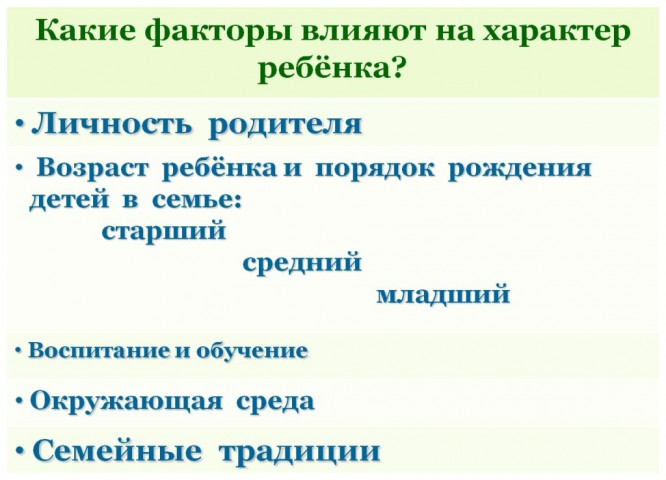 Какие факторы влияют на характер
ребёнка?
• Личность родителя
• Возраст ребёнка и порядок рождения
детей в семье:
старший
средний
младший
• Воспитание и обучение
• Окружающая среда
• Семейные традиции